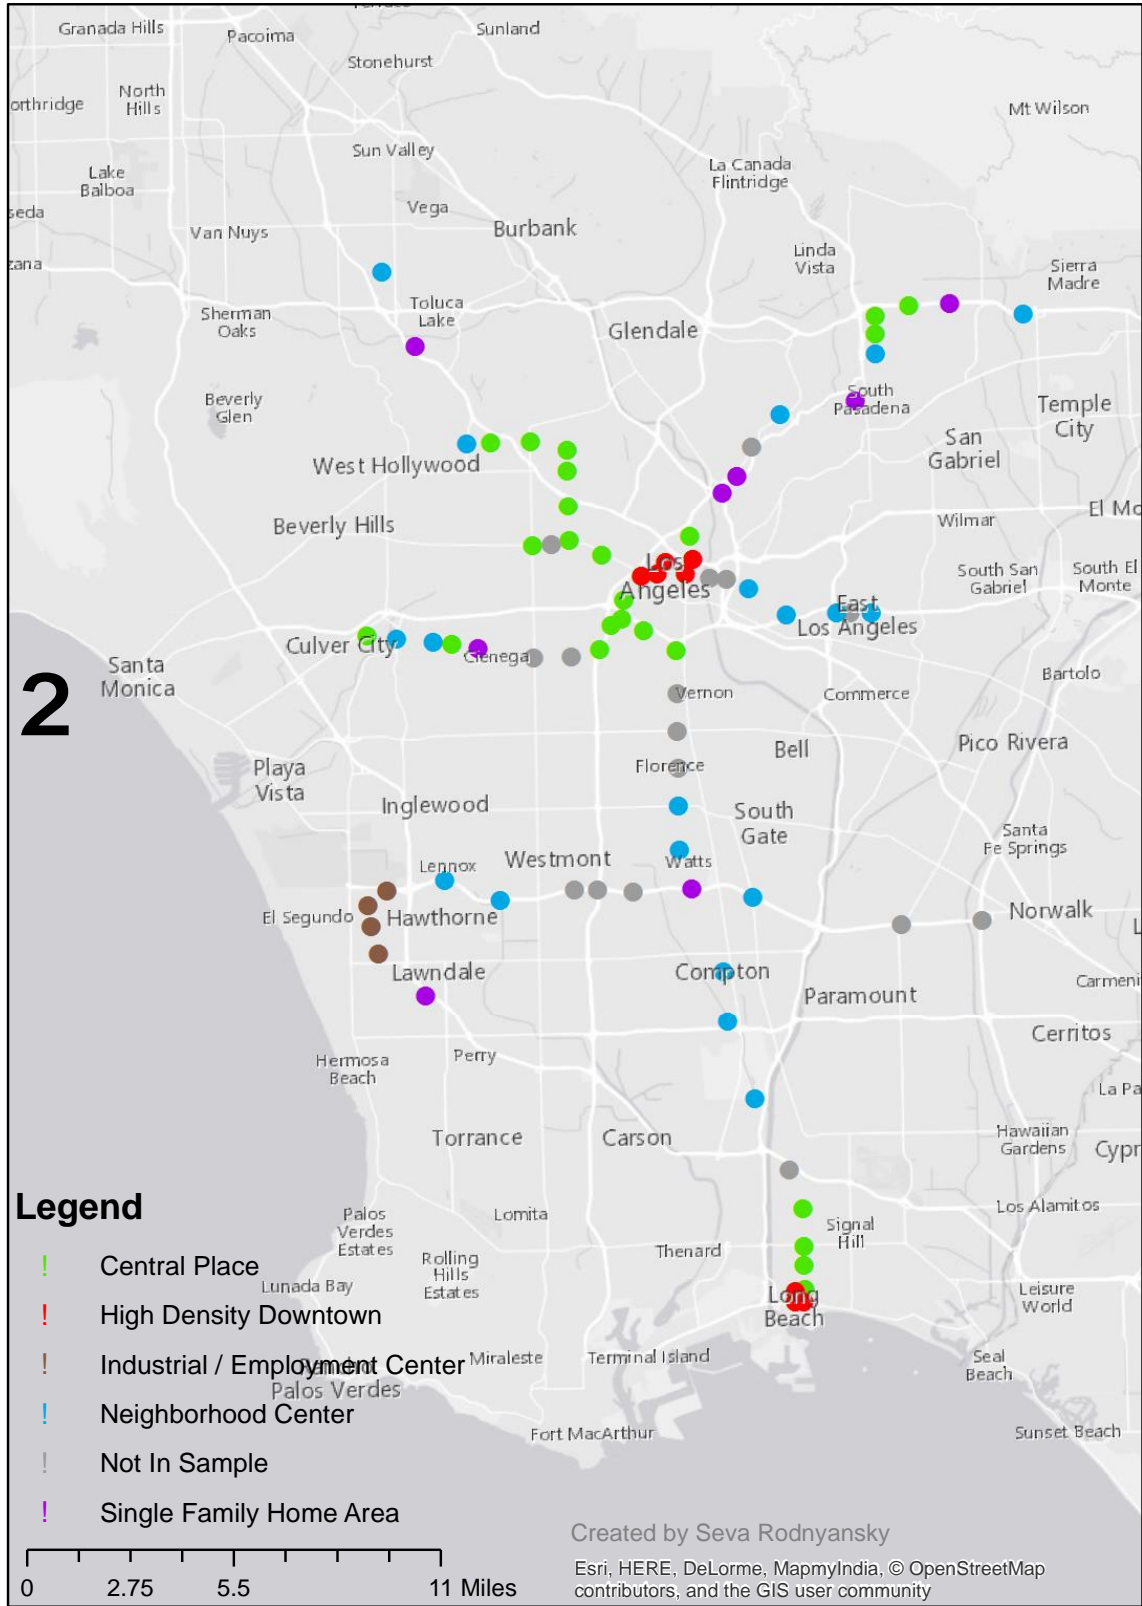 Granada Hills
Pacoima
Sunland
Stonehurst
orthridge
North
Hills
Mt Wilson
Sun Valley
La Canada
Flintridge
Lake
Balboa
seda
Vega
Van Nuys
Burbank
zana
Linda
Vista
Sierra
Madre
Sherman
Oaks
Toluca
Lake
Glendale
Beverly
Glen
South
Pasadena
Temple
City
San
Gabriel
West Hollywood
El Mo
Beverly Hills
Wilmar
Los
Angeles
South San
Gabriel
South El
Monte
East
Los Angeles
Culver City
Cienega
Santa
Monica
Bartolo
2
Vernon
Commerce
Bell
Pico Rivera
Florence
Playa
Vista
Inglewood
South
Gate
Santa
Fe Springs
Westmont
Lennox
Watts
El Segundo
Hawthorne
Norwalk
L
Lawndale
Compton
Carmeni
Paramount
Cerritos
Hermosa
Beach
Perry
La Pa
Torrance
Carson
Hawaiian
Gardens
Cypr
Los Alamitos
Palos
Verdes
Estates
Lomita
Signal
Hill
Thenard
Rolling
Hills
Estates
Lunada Bay
Leisure
World
Long
Beach
Miraleste
Terminal Island
Seal
Beach
Rancho
Palos Verdes
Fort MacArthur
Sunset Beach
Legend
! Central Place
! High Density Downtown
! Industrial / Employment Center
! Neighborhood Center
! Not In Sample
! Single Family Home Area
0 2.75 5.5 11 Miles
Created by Seva Rodnyansky
Esri, HERE, DeLorme, MapmyIndia, © OpenStreetMap
contributors, and the GIS user community